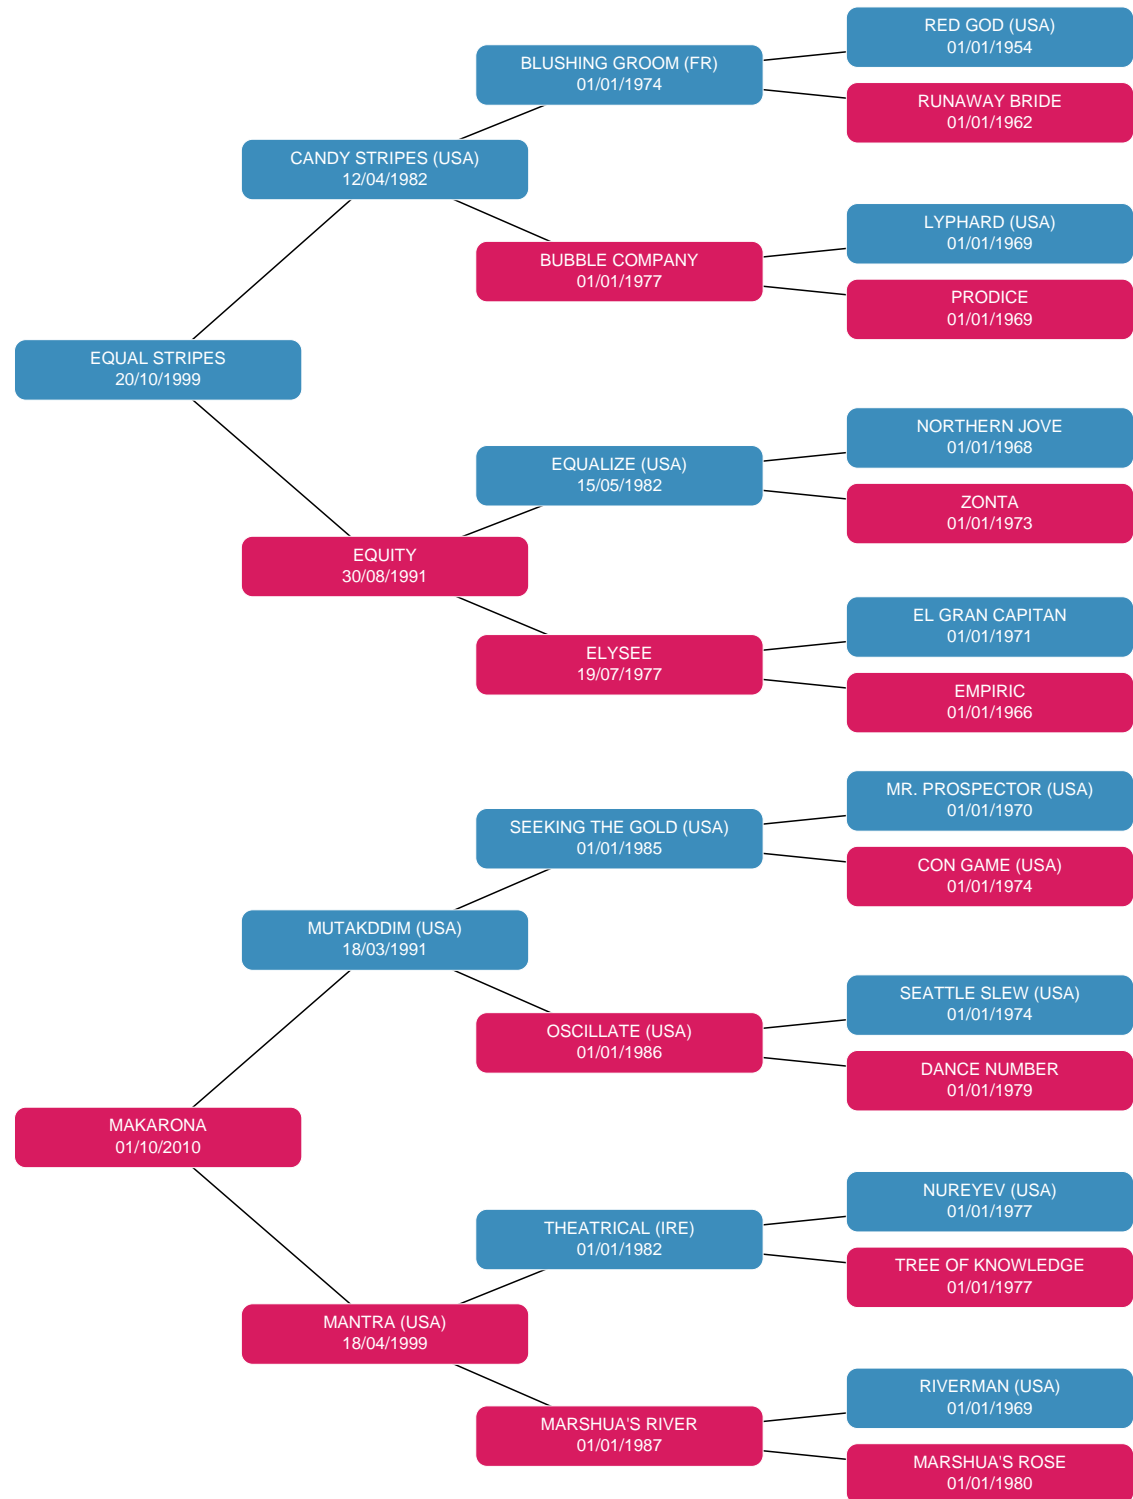 RED GOD (USA)
01/01/1954
BLUSHING GROOM (FR)
01/01/1974
RUNAWAY BRIDE
01/01/1962
CANDY STRIPES (USA)
12/04/1982
LYPHARD (USA)
01/01/1969
BUBBLE COMPANY
01/01/1977
PRODICE
01/01/1969
EQUAL STRIPES
20/10/1999
NORTHERN JOVE
01/01/1968
EQUALIZE (USA)
15/05/1982
ZONTA
01/01/1973
EQUITY
30/08/1991
EL GRAN CAPITAN
01/01/1971
ELYSEE
19/07/1977
EMPIRIC
01/01/1966
MR. PROSPECTOR (USA)
01/01/1970
SEEKING THE GOLD (USA)
01/01/1985
CON GAME (USA)
01/01/1974
MUTAKDDIM (USA)
18/03/1991
SEATTLE SLEW (USA)
01/01/1974
OSCILLATE (USA)
01/01/1986
DANCE NUMBER
01/01/1979
MAKARONA
01/10/2010
NUREYEV (USA)
01/01/1977
THEATRICAL (IRE)
01/01/1982
TREE OF KNOWLEDGE
01/01/1977
MANTRA (USA)
18/04/1999
RIVERMAN (USA)
01/01/1969
MARSHUA'S RIVER
01/01/1987
MARSHUA'S ROSE
01/01/1980